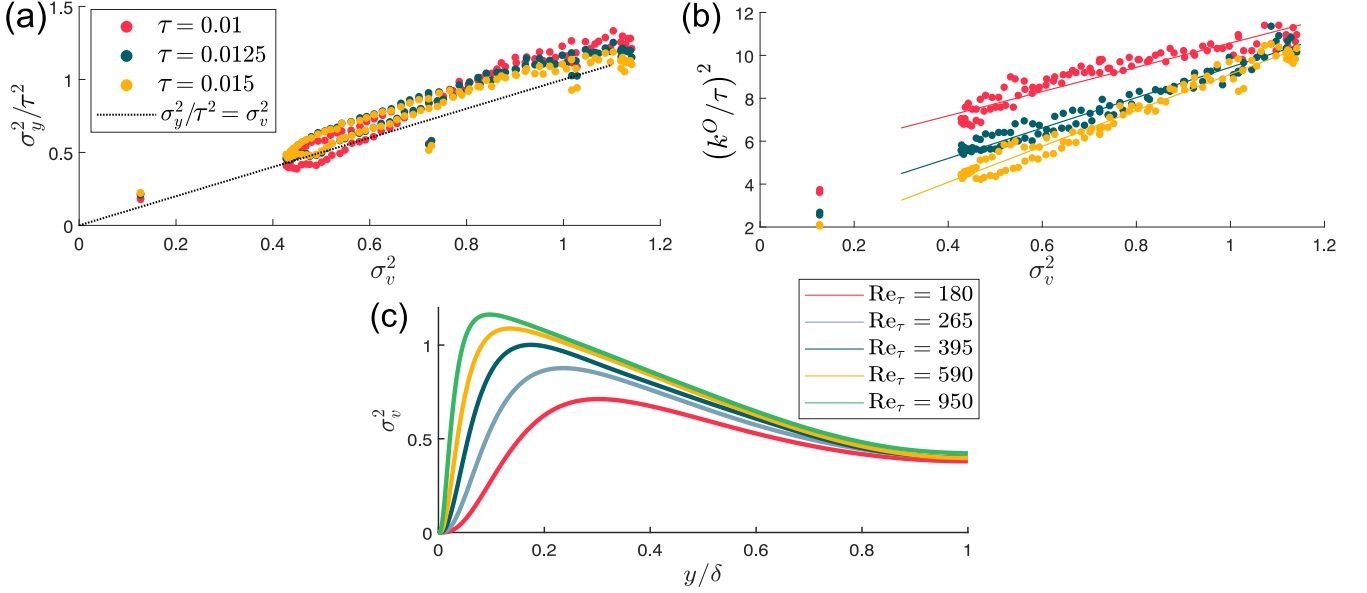 (a)
1.5
1
0.5
0
σ_y^2/τ^2
τ = 0.01
τ = 0.0125
τ = 0.015
σ_y^2/τ^2 = σ_v^2
0 0.2 0.4 0.6 0.8 1 1.2
σ_v^2
(b)
12
10
8
6
4
2
(k^O/τ)^2
0 0.2 0.4 0.6 0.8 1 1.2
σ_v^2
(c)
1
0.5
0
σ_v^2
0 0.2 0.4 0.6 0.8 1
y/δ
Re_τ = 180
Re_τ = 265
Re_τ = 395
Re_τ = 590
Re_τ = 950